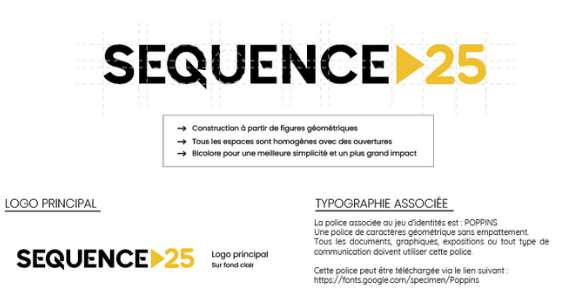 SEQUENCE 25
→ Construction à partir de figures géométriques
→ Tous les espaces sont homogènes avec des ouvertures
→ Bicolore pour une meilleure simplicité et un plus grand impact
LOGO PRINCIPAL
SEQUENCE 25
Logo principal
Sur fond clair
TYPOGRAPHIE ASSOCIÉE
La police associée au jeu d'identités est : POPPINS
Une police de caractères géométrique sans empattement.
Tous les documents, graphiques, expositions ou tout type de
communication doivent utiliser cette police.
Cette police peut être téléchargée via le lien suivant :
https://fonts.google.com/specimen/Poppins